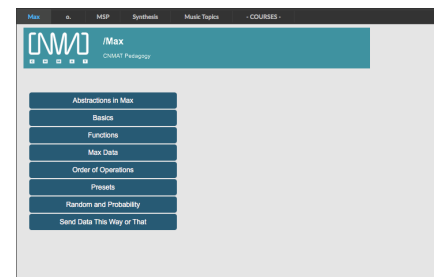 Max o. MSP Synthesis Music Topics - COURSES -
CNMAT
/Max
CNMAT Pedagogy
Abstractions in Max
Basics
Functions
Max Data
Order of Operations
Presets
Random and Probability
Send Data This Way or That